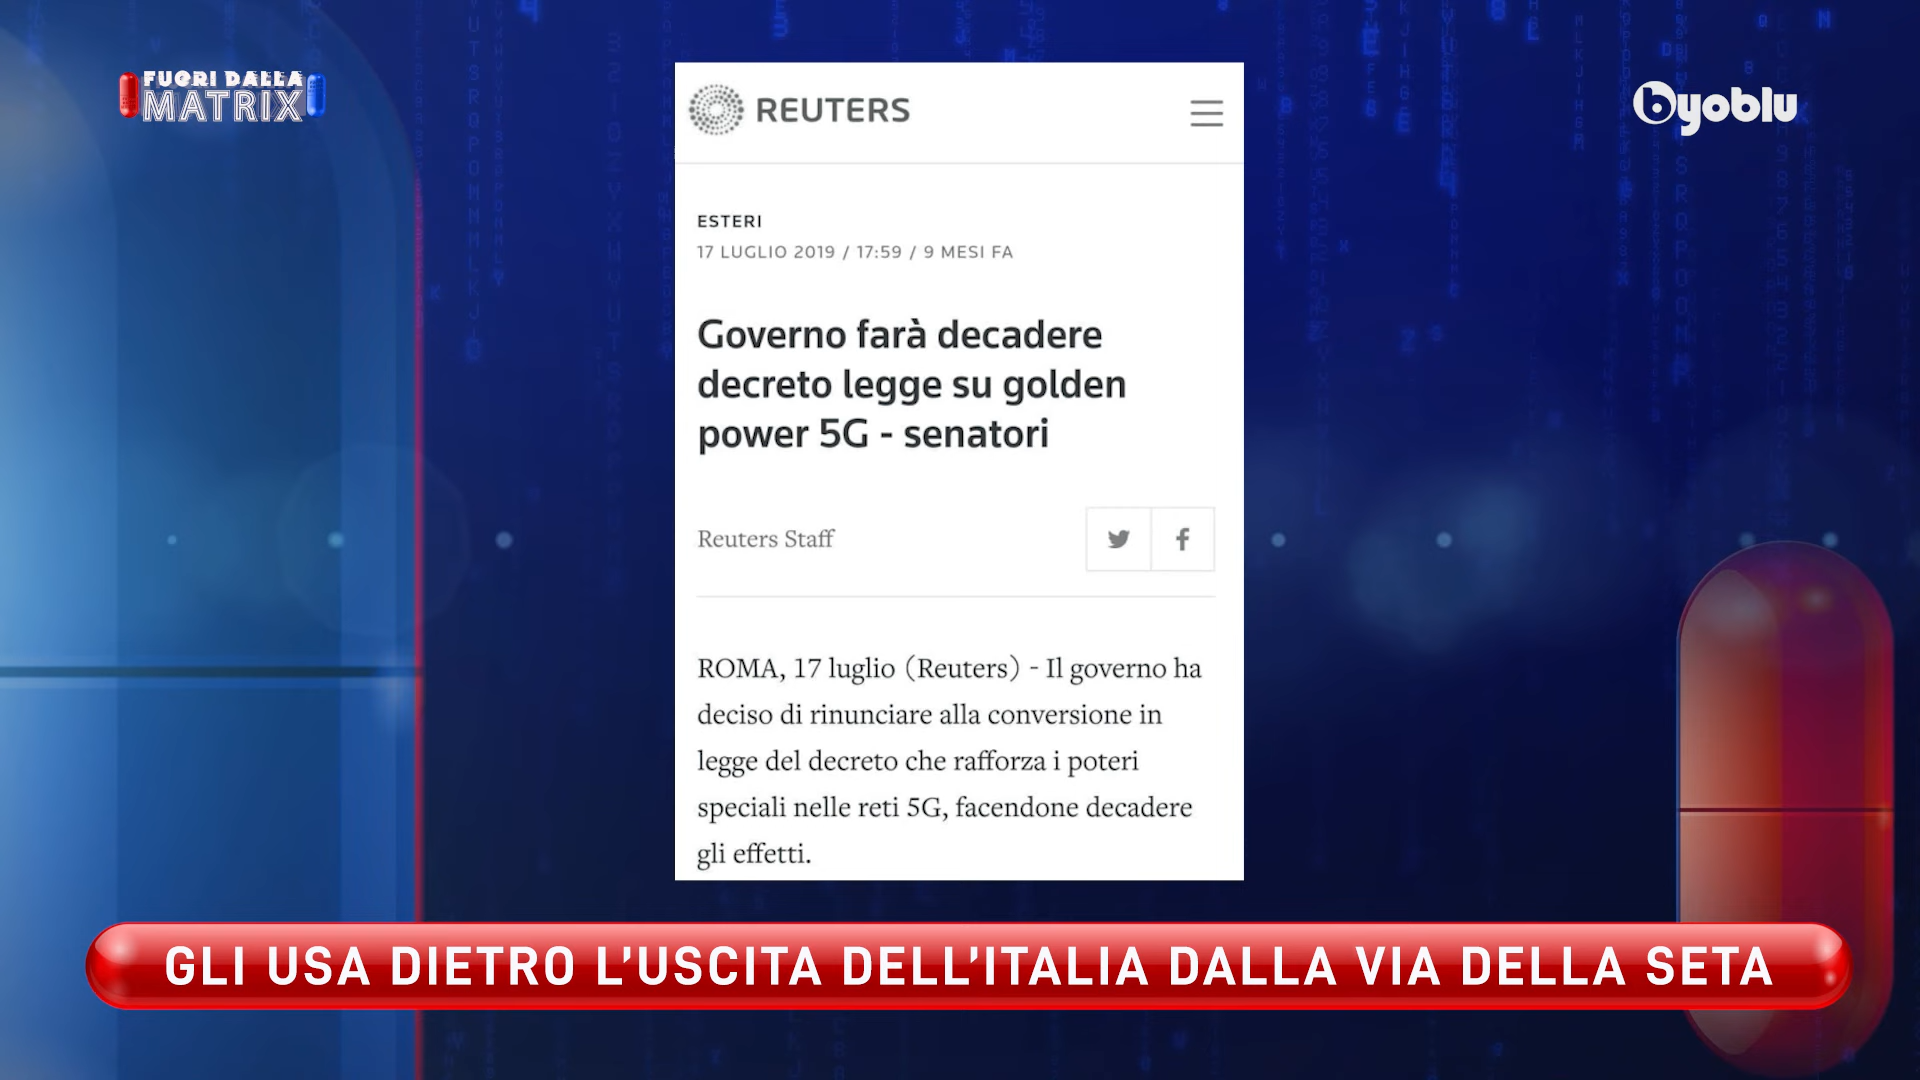 FUORI DALLA
MATRIX
byoblu
REUTERS
ESTERI
17 LUGLIO 2019 / 17:59 / 9 MESI FA
Governo farà decadere
decreto legge su golden
power 5G - senatori
Reuters Staff
ROMA, 17 luglio (Reuters) - Il governo ha
deciso di rinunciare alla conversione in
legge del decreto che rafforza i poteri
speciali nelle reti 5G, facendone decadere
gli effetti.
GLI USA DIETRO L’USCITA DELL’ITALIA DALLA VIA DELLA SETA